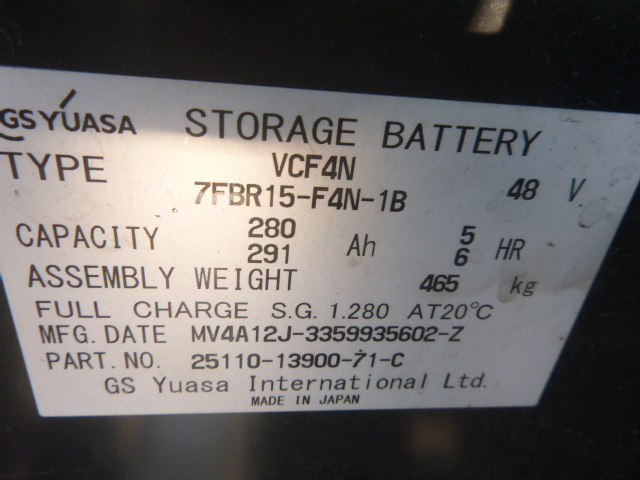 GS YUASA STORAGE BATTERY
TYPE VCF4N
7FBR15-F4N-1B 48 V
CAPACITY 280 Ah 5 HR
291 6
ASSEMBLY WEIGHT 465 kg
FULL CHARGE S.G. 1.280 AT20℃
MFG. DATE MV4A12J-3359935602-Z
PART. NO. 25110-13900-71-C
GS Yuasa International Ltd.
MADE IN JAPAN